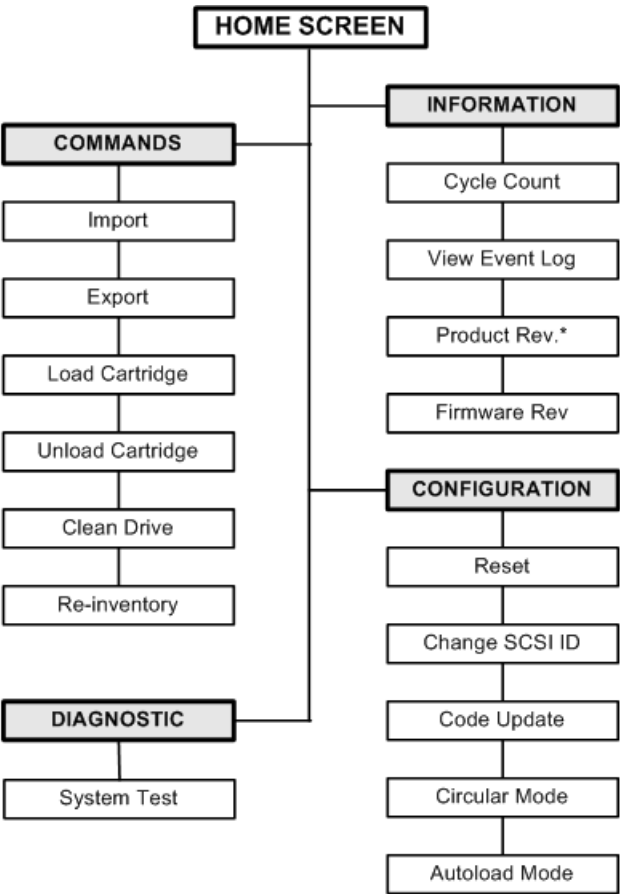 HOME SCREEN
COMMANDS
Import
Export
Load Cartridge
Unload Cartridge
Clean Drive
Re-inventory
DIAGNOSTIC
System Test
INFORMATION
Cycle Count
View Event Log
Product Rev.*
Firmware Rev
CONFIGURATION
Reset
Change SCSI ID
Code Update
Circular Mode
Autoload Mode